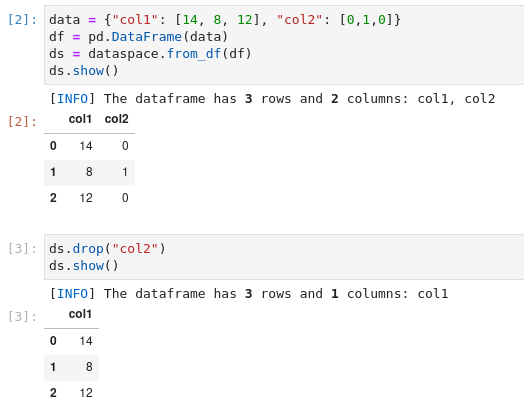 [2]: data = {"col1": [14, 8, 12], "col2": [0,1,0]}
df = pd.DataFrame(data)
ds = dataspace.from_df(df)
ds.show()
[INFO] The dataframe has 3 rows and 2 columns: col1, col2
[2]: col1 col2
0 14 0
1 8 1
2 12 0
[3]: ds.drop("col2")
ds.show()
[INFO] The dataframe has 3 rows and 1 columns: col1
[3]: col1
0 14
1 8
2 12